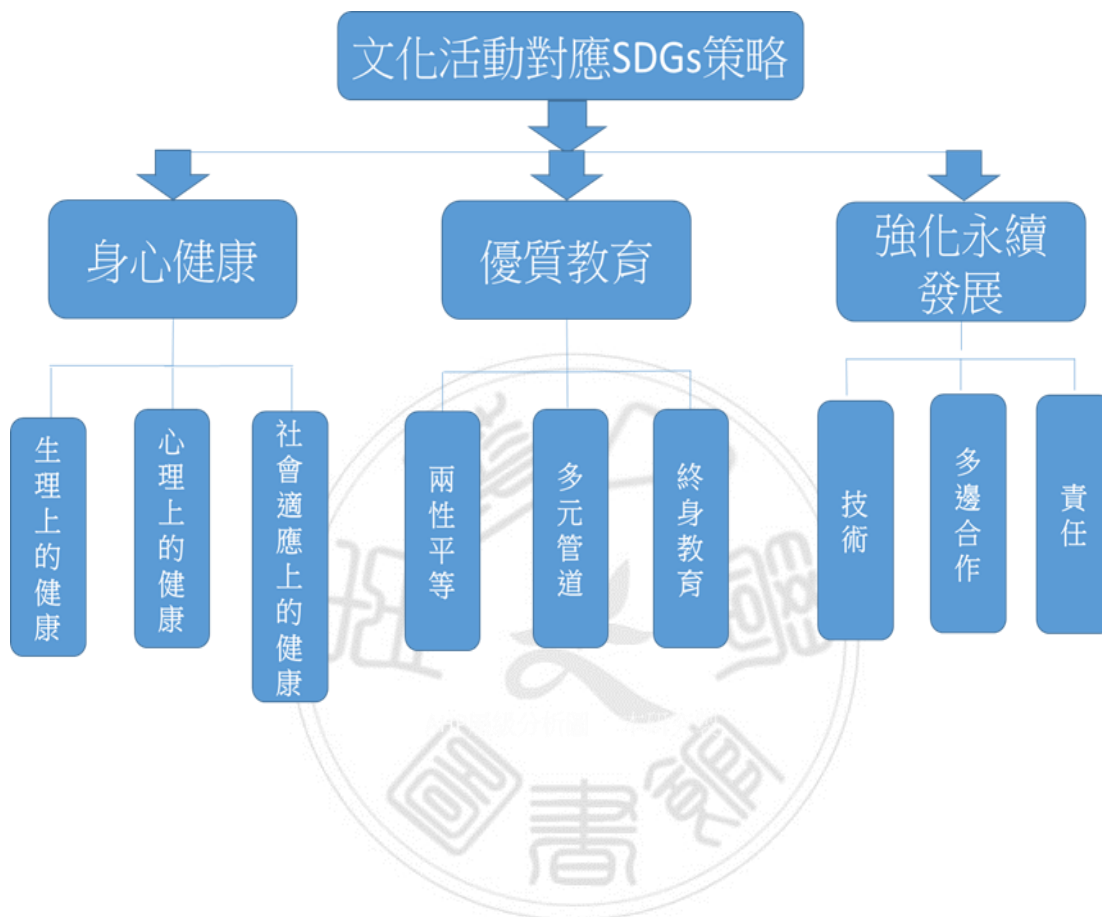 文化活動對應SDGs策略
身心健康
優質教育
強化永續
發展
生理上的健康
心理上的健康
社會適應上的健康
兩性平等
多元管道
終身教育
技術
多邊合作
責任